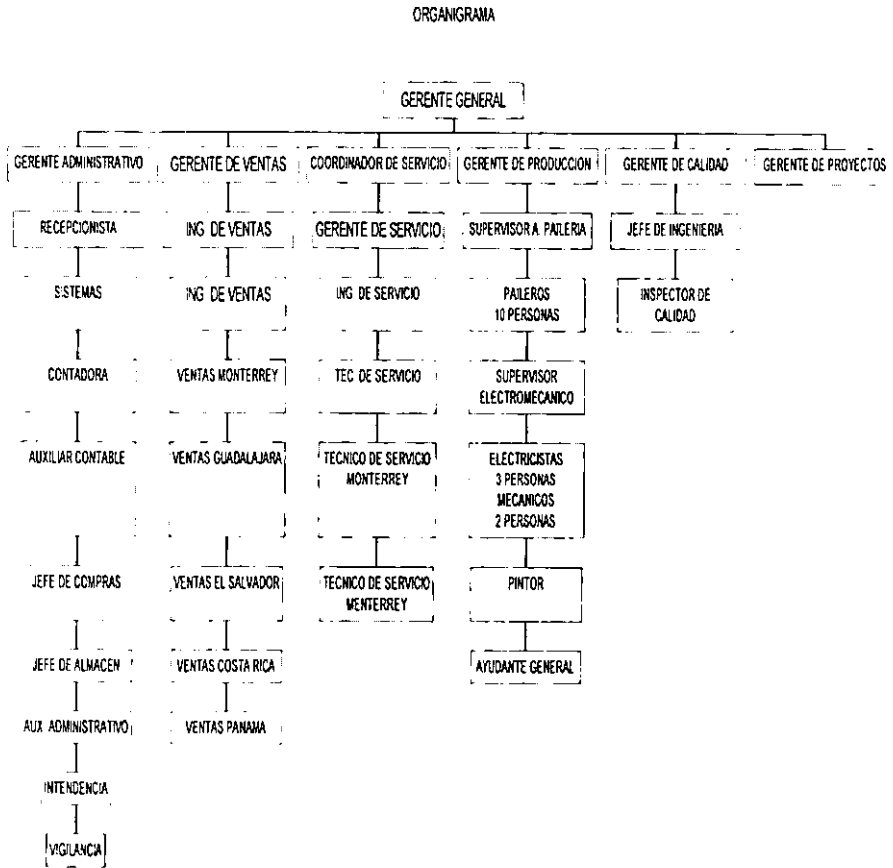 ORGANIGRAMA
GERENTE GENERAL
GERENTE ADMINISTRATIVO
GERENTE DE VENTAS
COORDINADOR DE SERVICIO
GERENTE DE PRODUCCION
GERENTE DE CALIDAD
GERENTE DE PROYECTOS
RECEPCIONISTA
ING DE VENTAS
GERENTE DE SERVICIO
SUPERVISOR A PAILERIA
JEFE DE INGENIERIA
SISTEMAS
ING DE VENTAS
ING DE SERVICIO
PAILEROS
10 PERSONAS
INSPECTOR DE
CALIDAD
CONTADORA
VENTAS MONTERREY
TEC DE SERVICIO
SUPERVISOR
ELECTROMECANICO
AUXILIAR CONTABLE
VENTAS GUADALAJARA
TECNICO DE SERVICIO
MONTERREY
ELECTRICISTAS
3 PERSONAS
MECANICOS
2 PERSONAS
JEFE DE COMPRAS
VENTAS EL SALVADOR
TECNICO DE SERVICIO
MENTERREY
PINTOR
JEFE DE ALMACEN
VENTAS COSTA RICA
AYUDANTE GENERAL
AUX ADMINISTRATIVO
VENTAS PANAMA
INTENDENCIA
VIGILANCIA